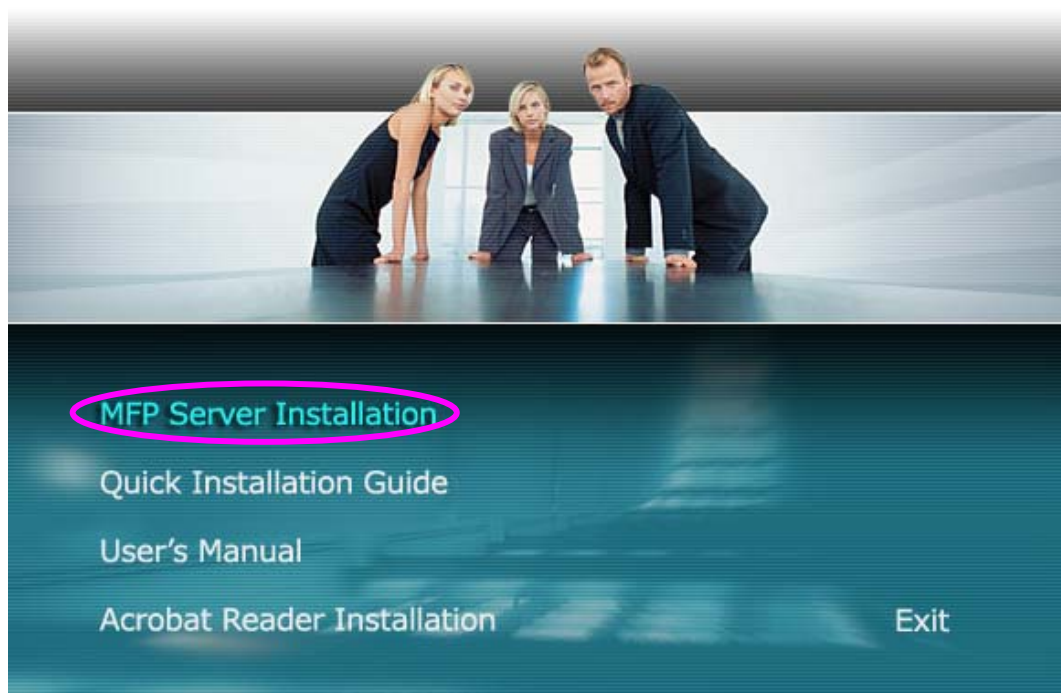 MFP Server Installation
Quick Installation Guide
User's Manual
Acrobat Reader Installation
Exit